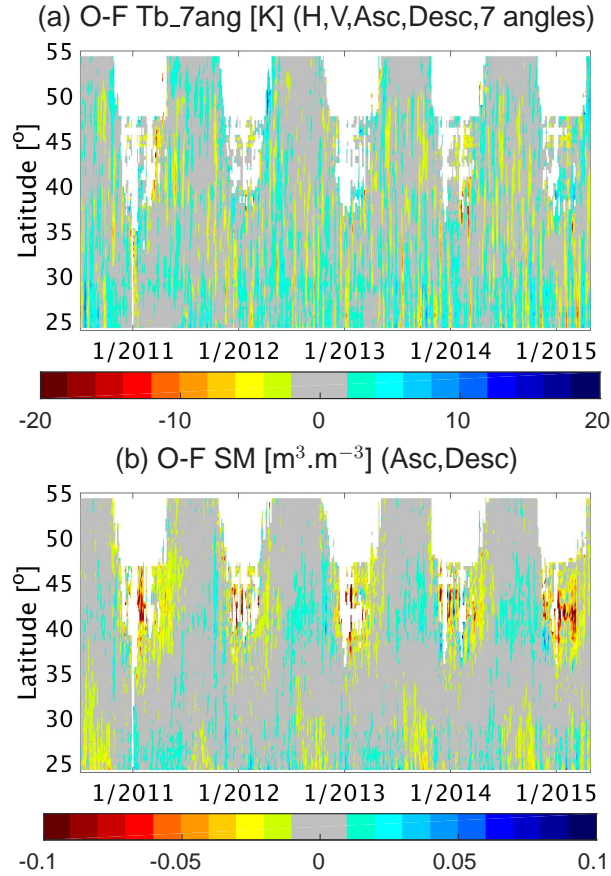 (a) O-F Tb_7ang [K] (H,V,Asc,Desc,7 angles)
55
50
45
40
35
30
25
Latitude [º]
1/2011 1/2012 1/2013 1/2014 1/2015
-20 -10 0 10 20
(b) O-F SM [m³.m⁻³] (Asc,Desc)
55
50
45
40
35
30
25
Latitude [º]
1/2011 1/2012 1/2013 1/2014 1/2015
-0.1 -0.05 0 0.05 0.1